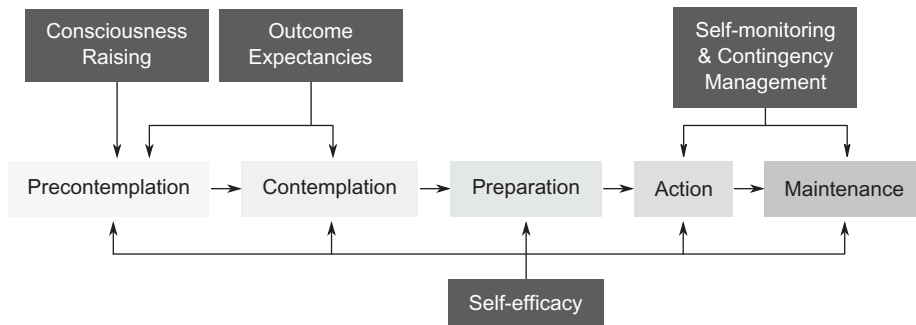 Consciousness
Raising
Outcome
Expectancies
Self-monitoring
& Contingency
Management
Precontemplation
Contemplation
Preparation
Action
Maintenance
Self-efficacy